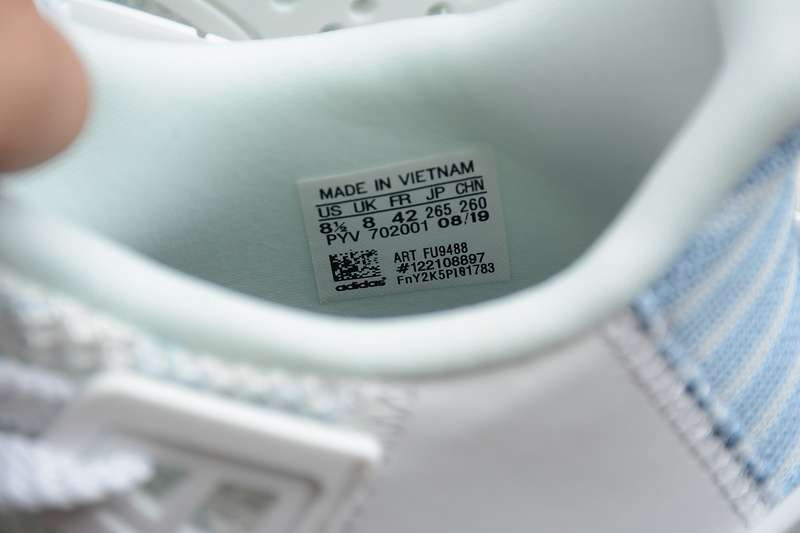 MADE IN VIETNAM
US UK FR JP CHN
8½ 8 42 265 260
PYV 702001 08/19
ART FU9488
#122108897
FnY2K5PI01783
adidas